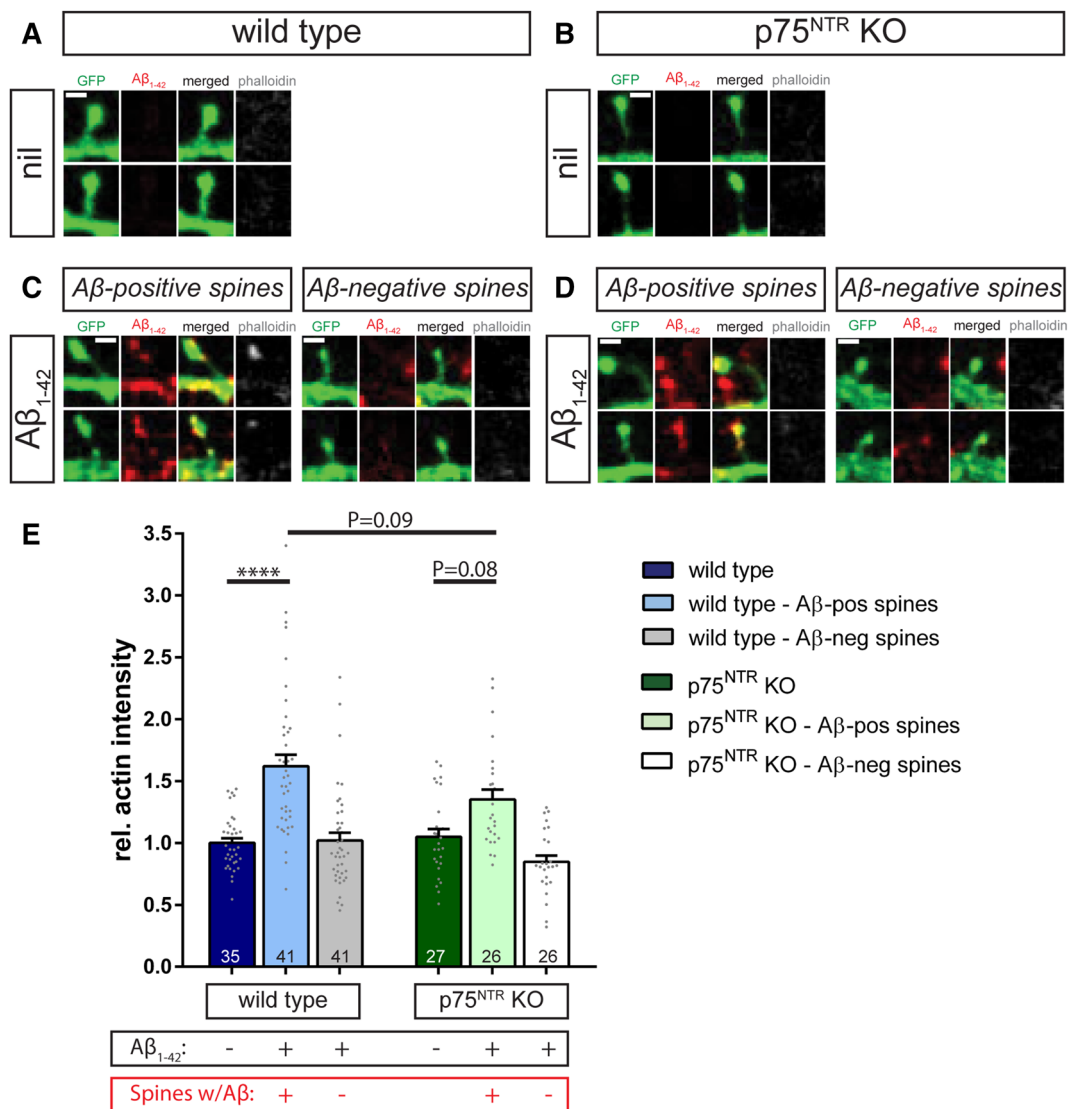 A wild type
B p75NTR KO
GFP Aβ1-42 merged phalloidin
GFP Aβ1-42 merged phalloidin
nil
nil
C Aβ-positive spines Aβ-negative spines
D Aβ-positive spines Aβ-negative spines
GFP Aβ1-42 merged phalloidin GFP Aβ1-42 merged phalloidin
GFP Aβ1-42 merged phalloidin GFP Aβ1-42 merged phalloidin
Aβ1-42
Aβ1-42
E
P=0.09
**** P=0.08
rel. actin intensity
3.5
3.0
2.5
2.0
1.5
1.0
0.5
0.0
35 41 41 27 26 26
wild type p75NTR KO
Aβ1-42: - + + - + +
Spines w/Aβ: + - + -
wild type
wild type - Aβ-pos spines
wild type - Aβ-neg spines
p75NTR KO
p75NTR KO - Aβ-pos spines
p75NTR KO - Aβ-neg spines